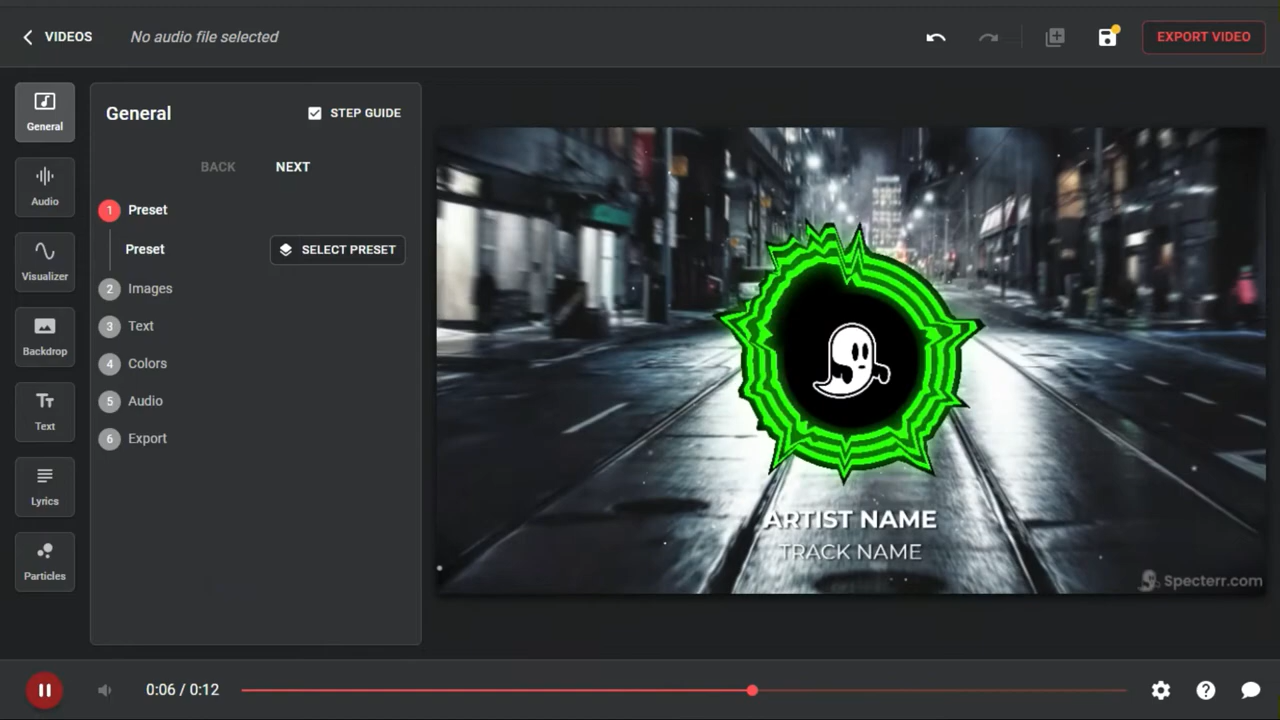 VIDEOS
No audio file selected
EXPORT VIDEO
General
Audio
Visualizer
Backdrop
Text
Lyrics
Particles
General
STEP GUIDE
BACK
NEXT
1 Preset
Preset
SELECT PRESET
2 Images
3 Text
4 Colors
5 Audio
6 Export
ARTIST NAME
TRACK NAME
Specterr.com
0:06 / 0:12